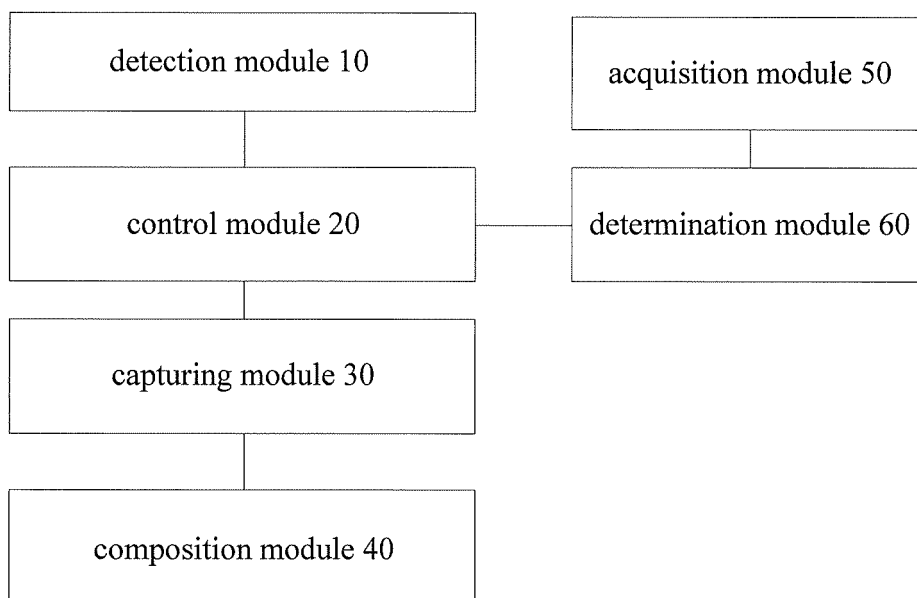 detection module 10
acquisition module 50
control module 20
determination module 60
capturing module 30
composition module 40